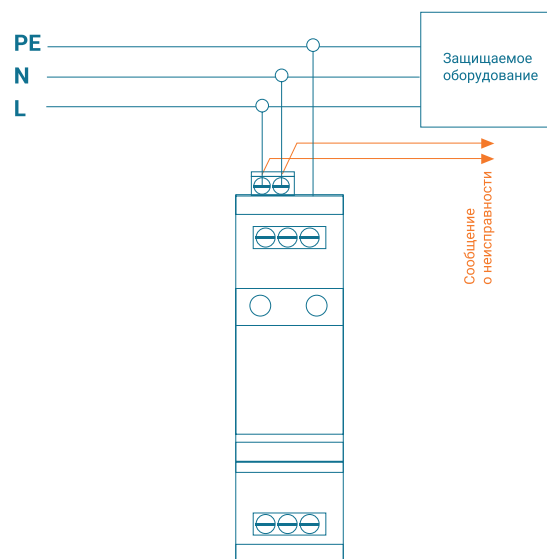 PE
N
L
Защищаемое
оборудование
Сообщение
о неисправности